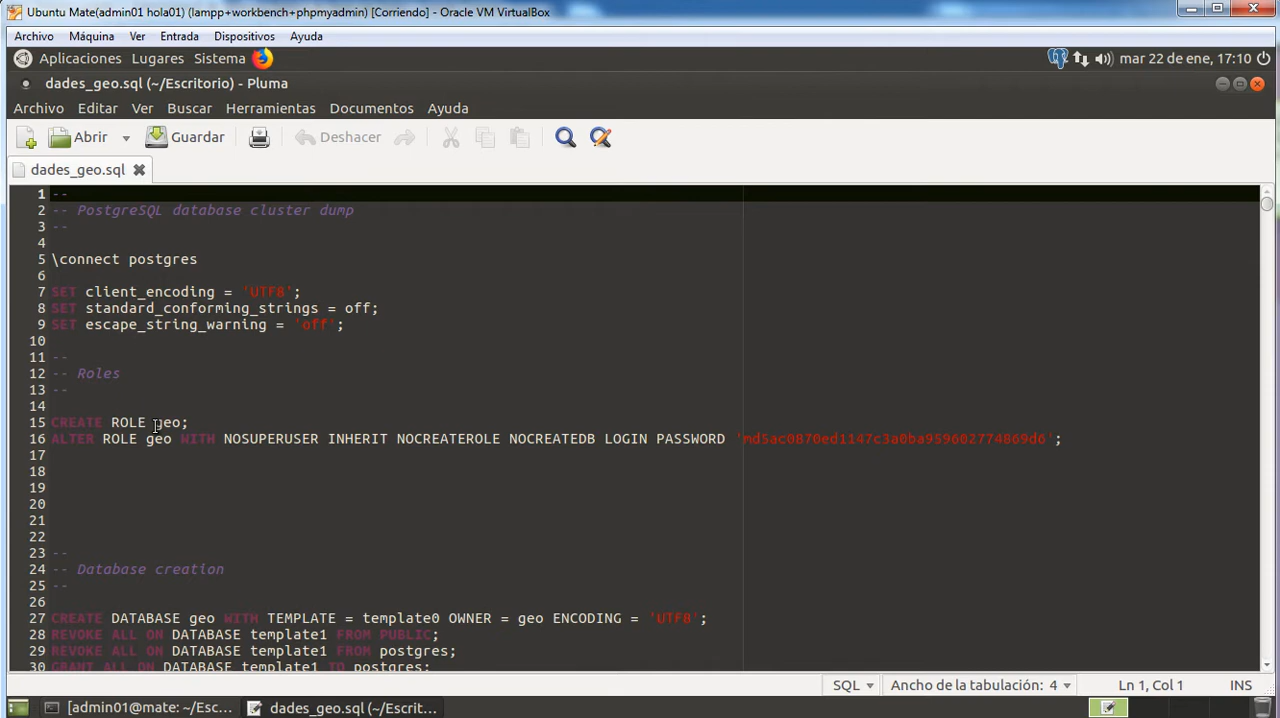 Ubuntu Mate(admin01 hola01) (lampp+workbench+phpmyadmin) [Corriendo] - Oracle VM VirtualBox
Archivo Máquina Ver Entrada Dispositivos Ayuda
Aplicaciones Lugares Sistema mar 22 de ene, 17:10
dades_geo.sql (~/Escritorio) - Pluma
Archivo Editar Ver Buscar Herramientas Documentos Ayuda
Abrir Guardar Deshacer
dades_geo.sql
1 --
2 -- PostgreSQL database cluster dump
3 --
4
5 \connect postgres
6
7 SET client_encoding = 'UTF8';
8 SET standard_conforming_strings = off;
9 SET escape_string_warning = 'off';
10
11 --
12 -- Roles
13 --
14
15 CREATE ROLE geo;
16 ALTER ROLE geo WITH NOSUPERUSER INHERIT NOCREATEROLE NOCREATEDB LOGIN PASSWORD 'md5ac0870ed1147c3a0ba959602774869d6';
17
18
19
20
21
22
23 --
24 -- Database creation
25 --
26
27 CREATE DATABASE geo WITH TEMPLATE = template0 OWNER = geo ENCODING = 'UTF8';
28 REVOKE ALL ON DATABASE template1 FROM PUBLIC;
29 REVOKE ALL ON DATABASE template1 FROM postgres;
30 GRANT ALL ON DATABASE template1 TO postgres;
SQL Ancho de la tabulación: 4 Ln 1, Col 1 INS
[admin01@mate: ~/Esc... dades_geo.sql (~/Escrit...